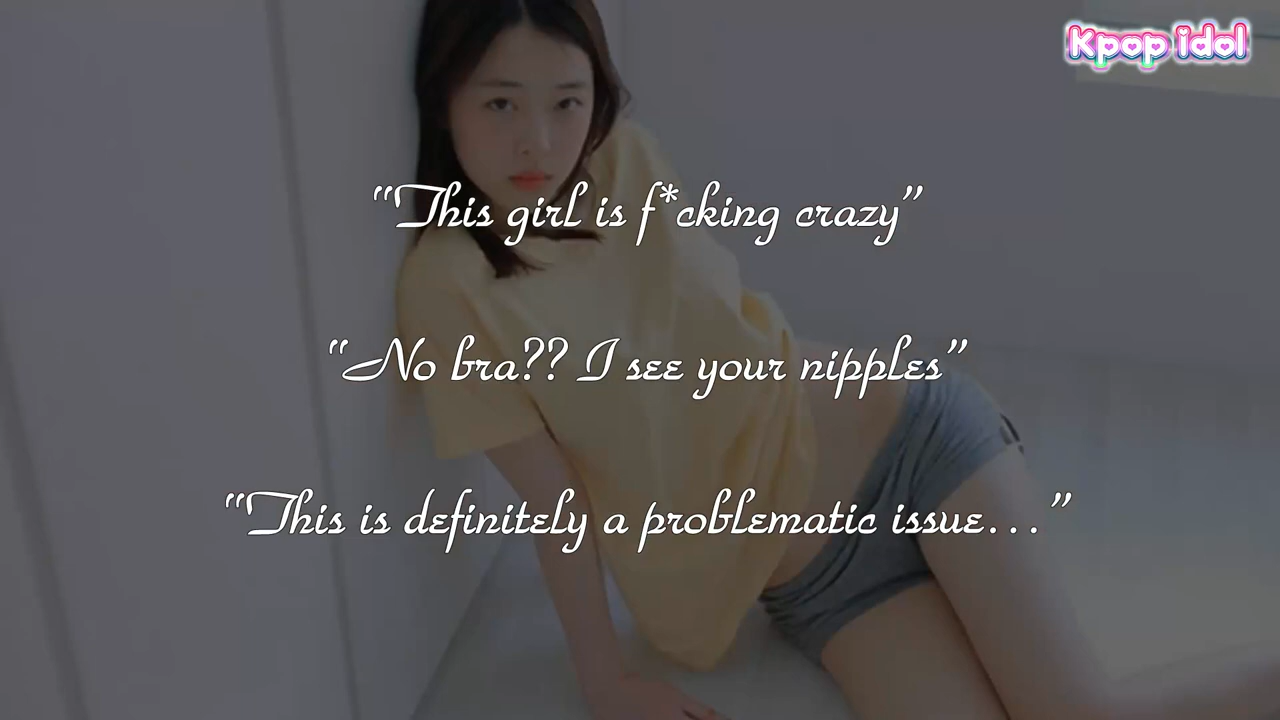 Kpop idol
“This girl is f*cking crazy”
“No bra?? I see your nipples”
“This is definitely a problematic issue...”